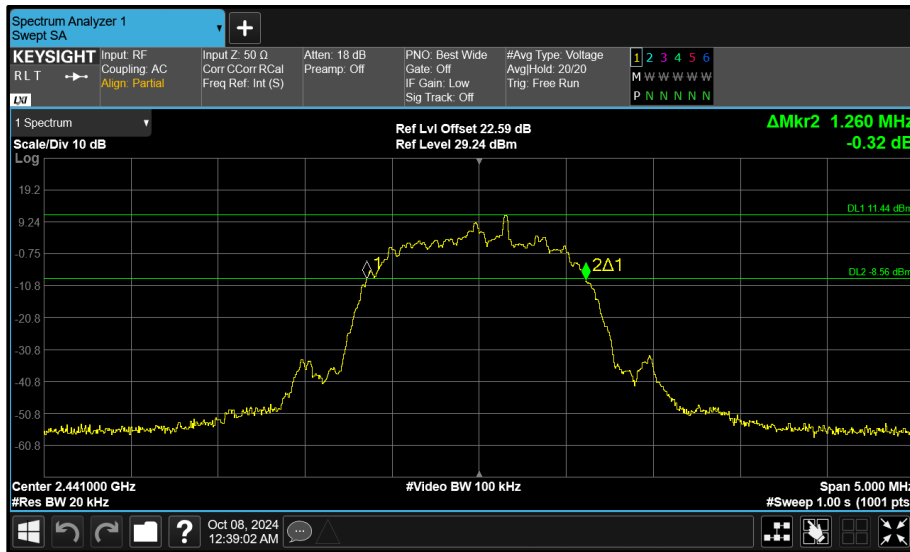 Spectrum Analyzer 1
Swept SA
+
KEYSIGHT
R L T
LXI
Input: RF
Coupling: AC
Align: Partial
Input Z: 50 Ω
Corr CCorr RCal
Freq Ref: Int (S)
Atten: 18 dB
Preamp: Off
PNO: Best Wide
Gate: Off
IF Gain: Low
Sig Track: Off
#Avg Type: Voltage
Avg|Hold: 20/20
Trig: Free Run
1 2 3 4 5 6
M W W W W W
P N N N N N
1 Spectrum
Scale/Div 10 dB
Ref Lvl Offset 22.59 dB
Ref Level 29.24 dBm
ΔMkr2 1.260 MHz
-0.32 dB
Log
19.2
9.24
-0.75
-10.8
-20.8
-30.8
-40.8
-50.8
-60.8
DL1 11.44 dBm
DL2 -8.56 dBm
1
2Δ1
Center 2.441000 GHz
#Res BW 20 kHz
#Video BW 100 kHz
Span 5.000 MHz
#Sweep 1.00 s (1001 pts
?
Oct 08, 2024
12:39:02 AM